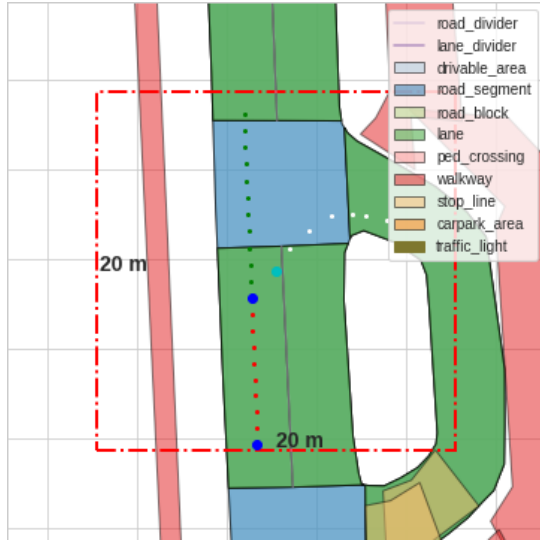 road_divider
lane_divider
drivable_area
road_segment
road_block
lane
ped_crossing
walkway
stop_line
carpark_area
traffic_light
20 m
20 m